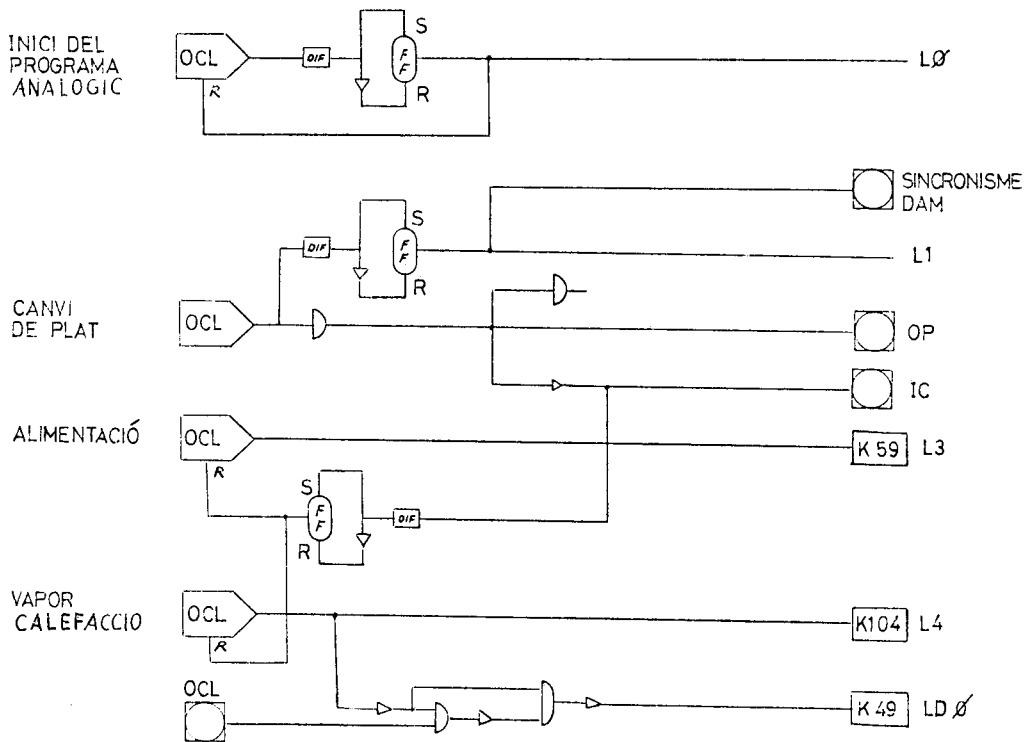 INICI DEL
PROGRAMA
ANALOGIC
OCL
R
DIF
S
FF
R
LØ
SINCRONISME
DAM
DIF
S
FF
R
L1
CANVI
DE PLAT
OCL
OP
IC
ALIMENTACIÓ
OCL
R
K 59
L3
S
FF
R
DIF
VAPOR
CALEFACCIO
OCL
R
K104
L4
OCL
K 49
LD Ø